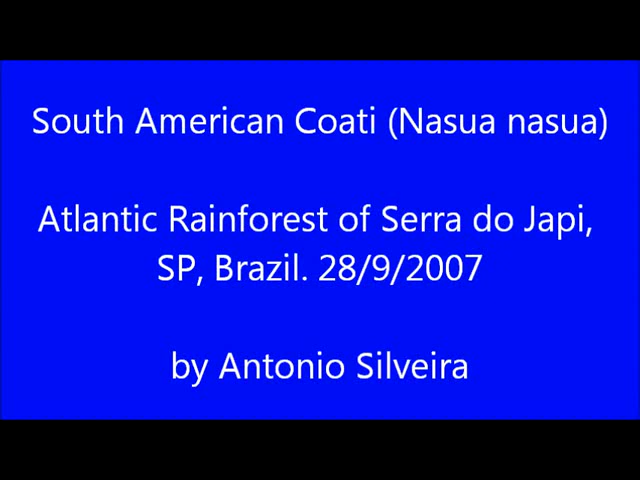 South American Coati (Nasua nasua)
Atlantic Rainforest of Serra do Japi,
SP, Brazil. 28/9/2007
by Antonio Silveira